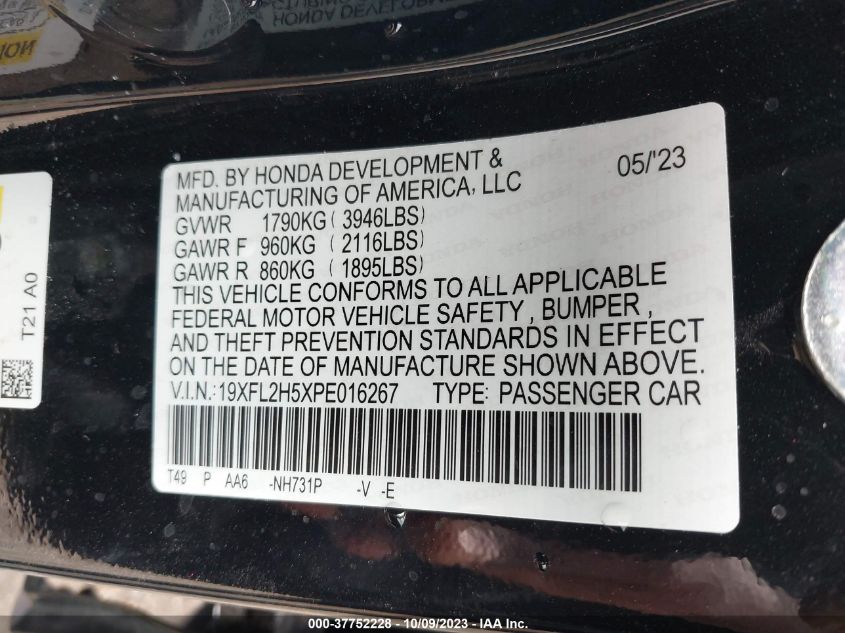 MFD. BY HONDA DEVELOPMENT & 05/'23
MANUFACTURING OF AMERICA, LLC
GVWR 1790KG ( 3946LBS)
GAWR F 960KG ( 2116LBS)
GAWR R 860KG ( 1895LBS)
THIS VEHICLE CONFORMS TO ALL APPLICABLE
FEDERAL MOTOR VEHICLE SAFETY , BUMPER ,
AND THEFT PREVENTION STANDARDS IN EFFECT
ON THE DATE OF MANUFACTURE SHOWN ABOVE.
V.I.N.: 19XFL2H5XPE016267 TYPE: PASSENGER CAR
T49 P AA6 -NH731P -V -E
T21 A0
HONDA DEVELOPM
000-37752228 - 10/09/2023 - IAA Inc.